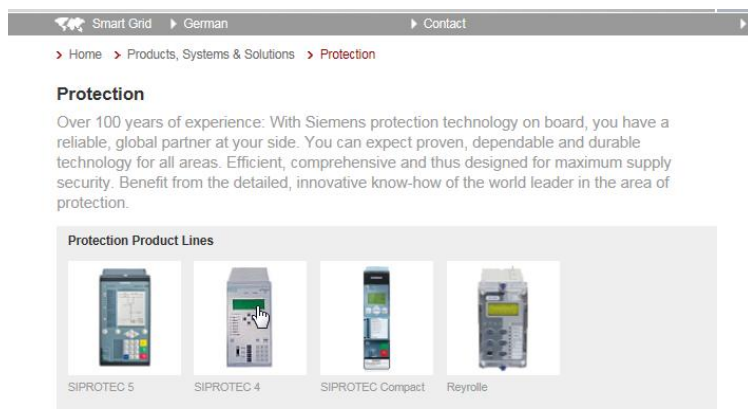 Smart Grid German Contact
Home Products, Systems & Solutions Protection
Protection
Over 100 years of experience: With Siemens protection technology on board, you have a
reliable, global partner at your side. You can expect proven, dependable and durable
technology for all areas. Efficient, comprehensive and thus designed for maximum supply
security. Benefit from the detailed, innovative know-how of the world leader in the area of
protection.
Protection Product Lines
SIPROTEC 5 SIPROTEC 4 SIPROTEC Compact Reyrolle